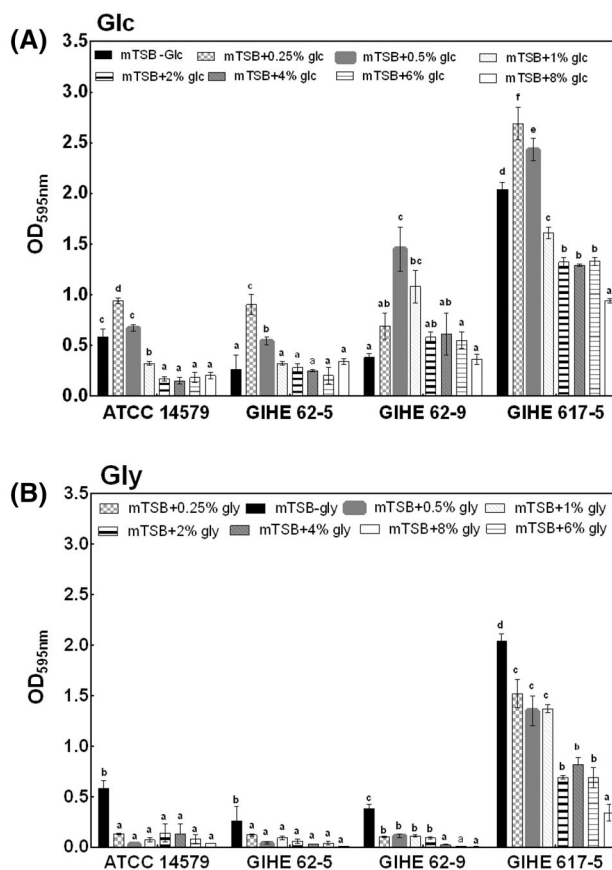 (A)
Glc
mTSB-Glc mTSB+0.25% glc mTSB+0.5% glc mTSB+1% glc
mTSB+2% glc mTSB+4% glc mTSB+6% glc mTSB+8% glc
OD595nm
3.5
3.0
2.5
2.0
1.5
1.0
0.5
0.0
c d c b a a a a
a c b a a a a a
a ab c bc ab ab a a
d f e c b b b a
ATCC 14579 GIHE 62-5 GIHE 62-9 GIHE 617-5
(B)
Gly
mTSB+0.25% gly mTSB-gly mTSB+0.5% gly mTSB+1% gly
mTSB+2% gly mTSB+4% gly mTSB+8% gly mTSB+6% gly
OD595nm
3.5
3.0
2.5
2.0
1.5
1.0
0.5
0.0
b a a a a a a a
b a a a a a a a
c b b b b a a a
d c c c b b b a
ATCC 14579 GIHE 62-5 GIHE 62-9 GIHE 617-5